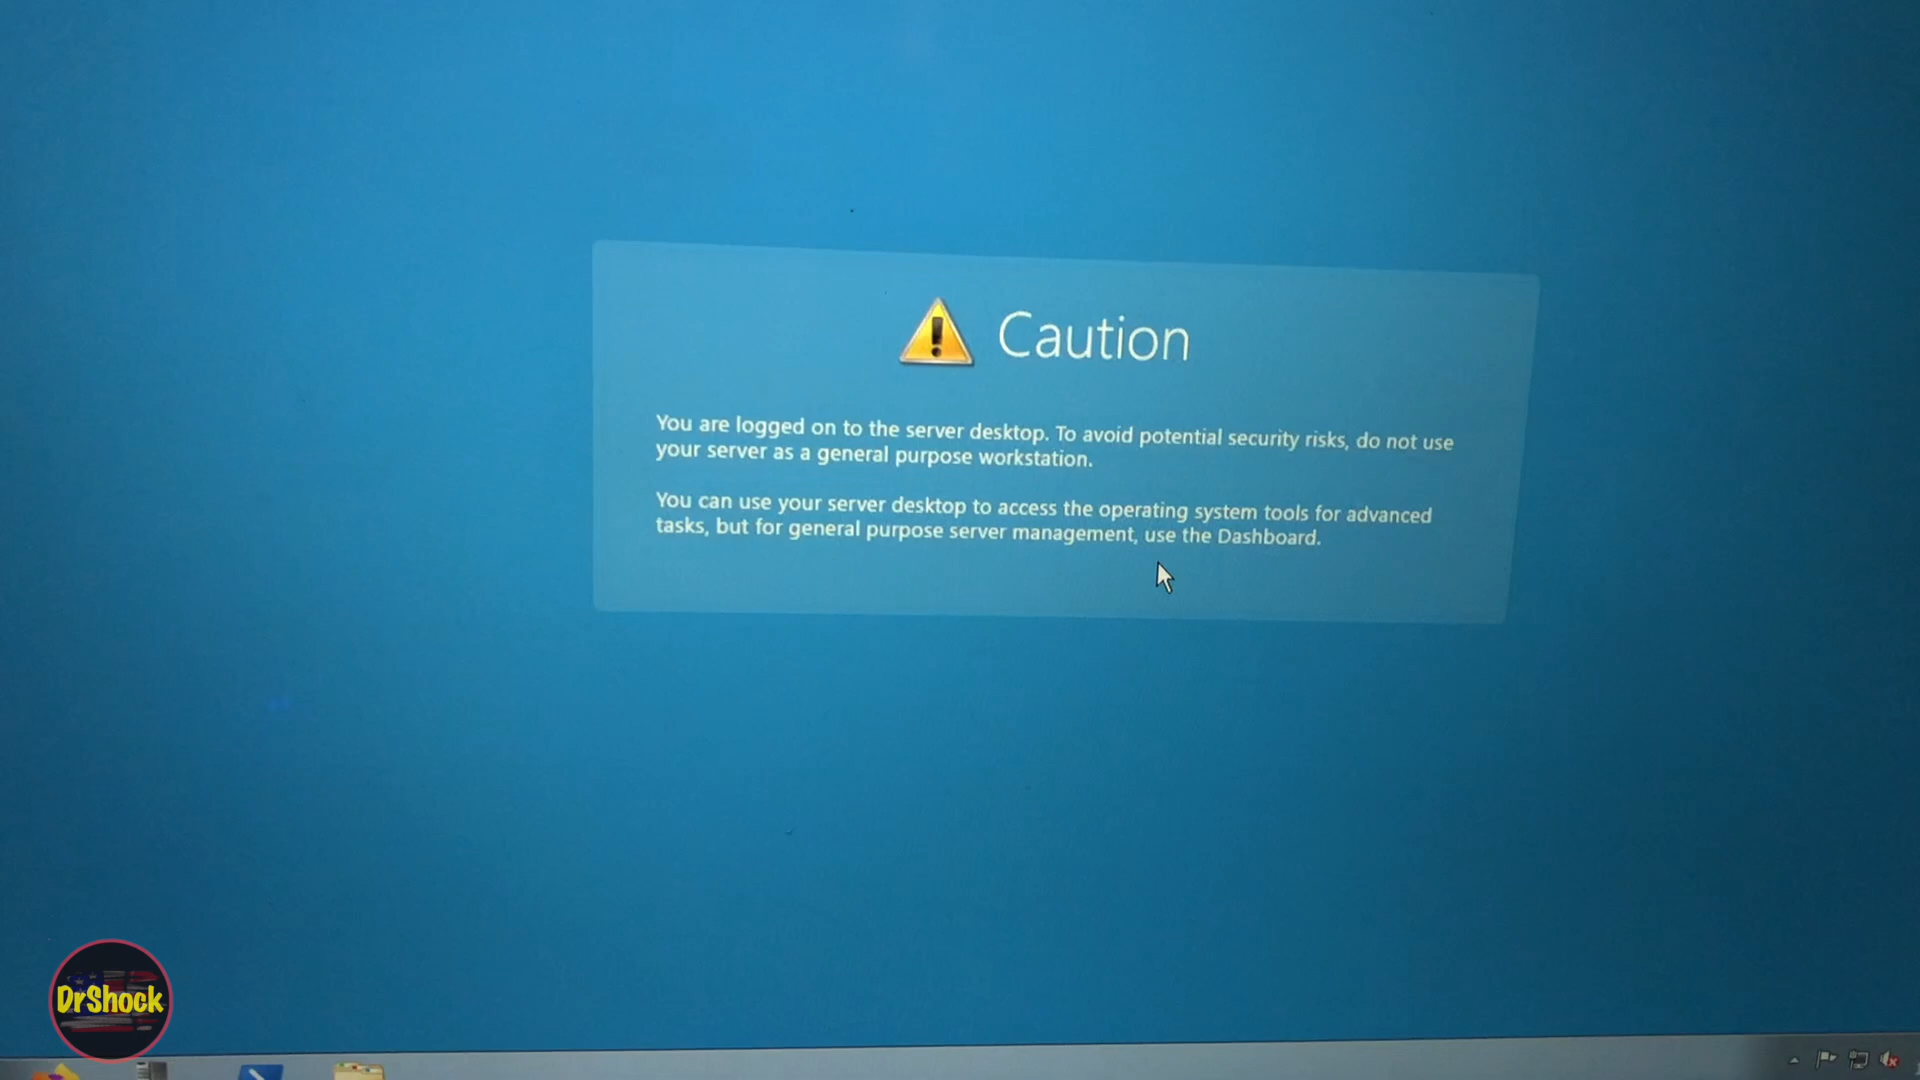 Caution
You are logged on to the server desktop. To avoid potential security risks, do not use
your server as a general purpose workstation.
You can use your server desktop to access the operating system tools for advanced
tasks, but for general purpose server management, use the Dashboard.
DrShock